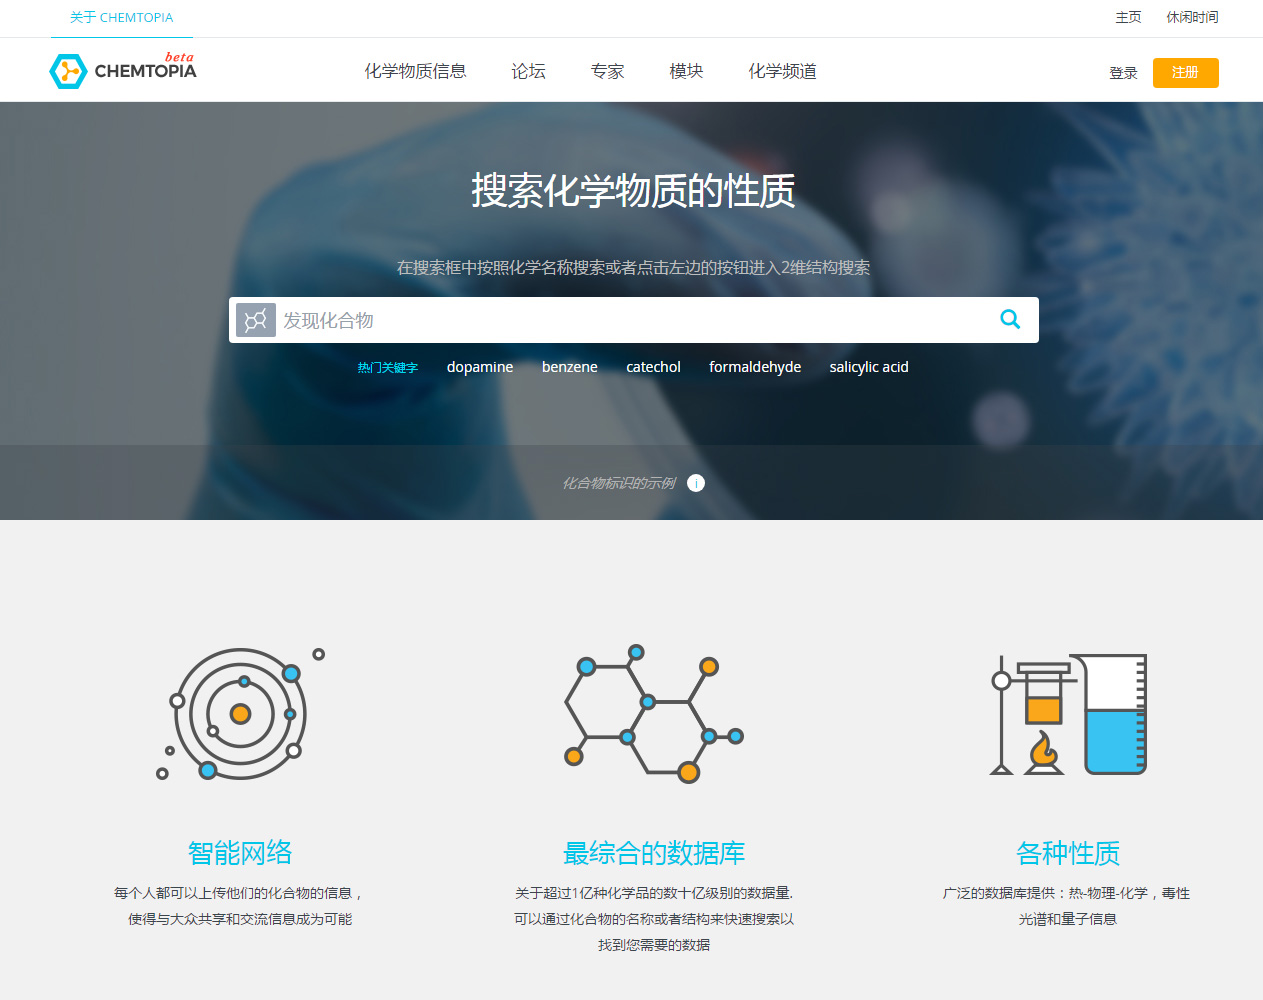 关于 CHEMTOPIA
主页 休闲时间
beta
CHEMTOPIA
化学物质信息 论坛 专家 模块 化学频道
登录 注册
搜索化学物质的性质
在搜索框中按照化学名称搜索或者点击左边的按钮进入2维结构搜索
发现化合物
热门关键字 dopamine benzene catechol formaldehyde salicylic acid
化合物标识的示例 i
智能网络
每个人都可以上传他们的化合物的信息，
使得与大众共享和交流信息成为可能
最综合的数据库
关于超过1亿种化学品的数十亿级别的数据量.
可以通过化合物的名称或者结构来快速搜索以
找到您需要的数据
各种性质
广泛的数据库提供：热-物理-化学，毒性
光谱和量子信息